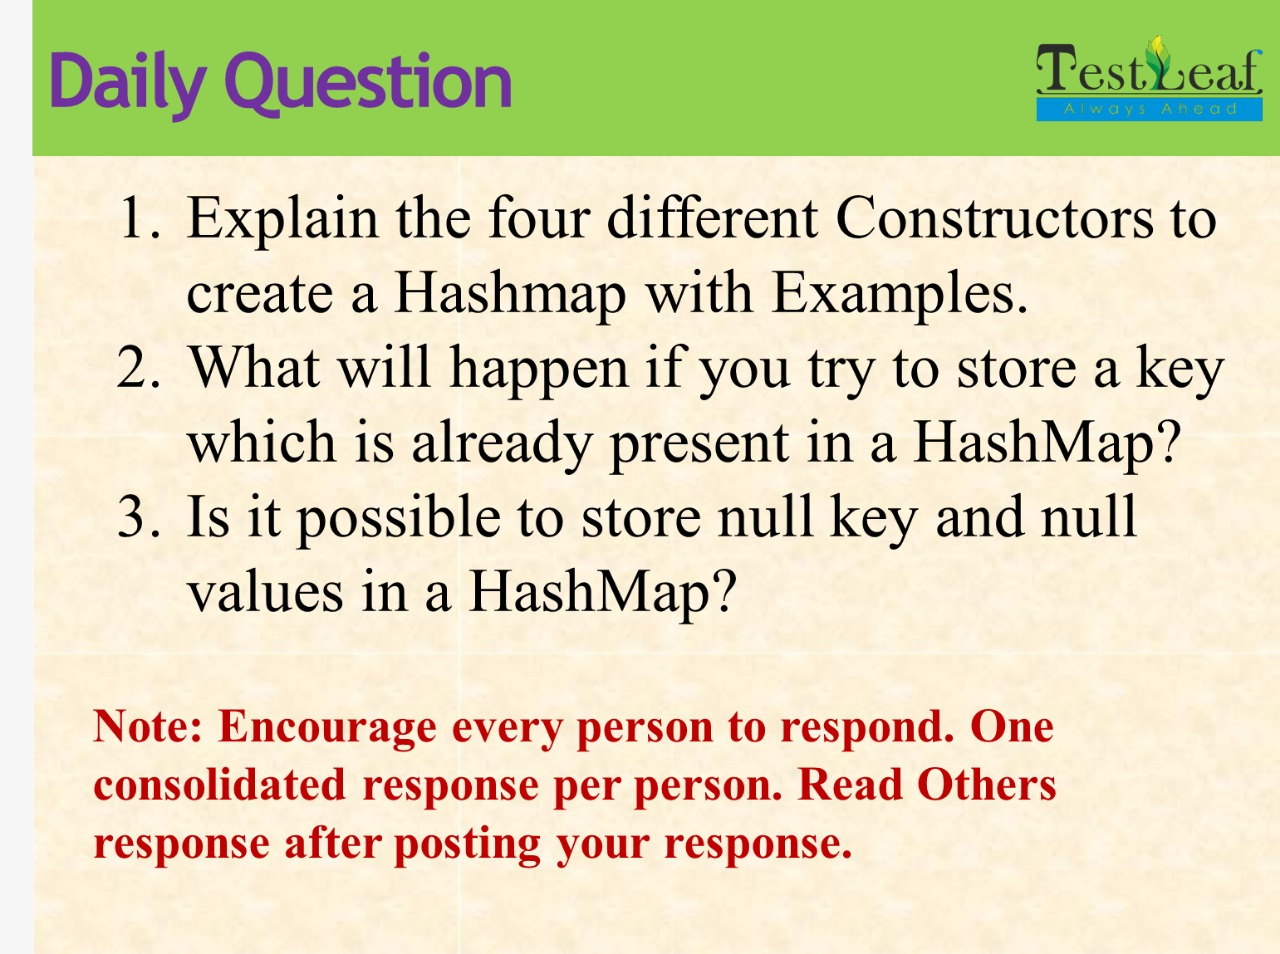 Daily Question
TestLeaf
Always Ahead
1. Explain the four different Constructors to
create a Hashmap with Examples.
2. What will happen if you try to store a key
which is already present in a HashMap?
3. Is it possible to store null key and null
values in a HashMap?
Note: Encourage every person to respond. One
consolidated response per person. Read Others
response after posting your response.